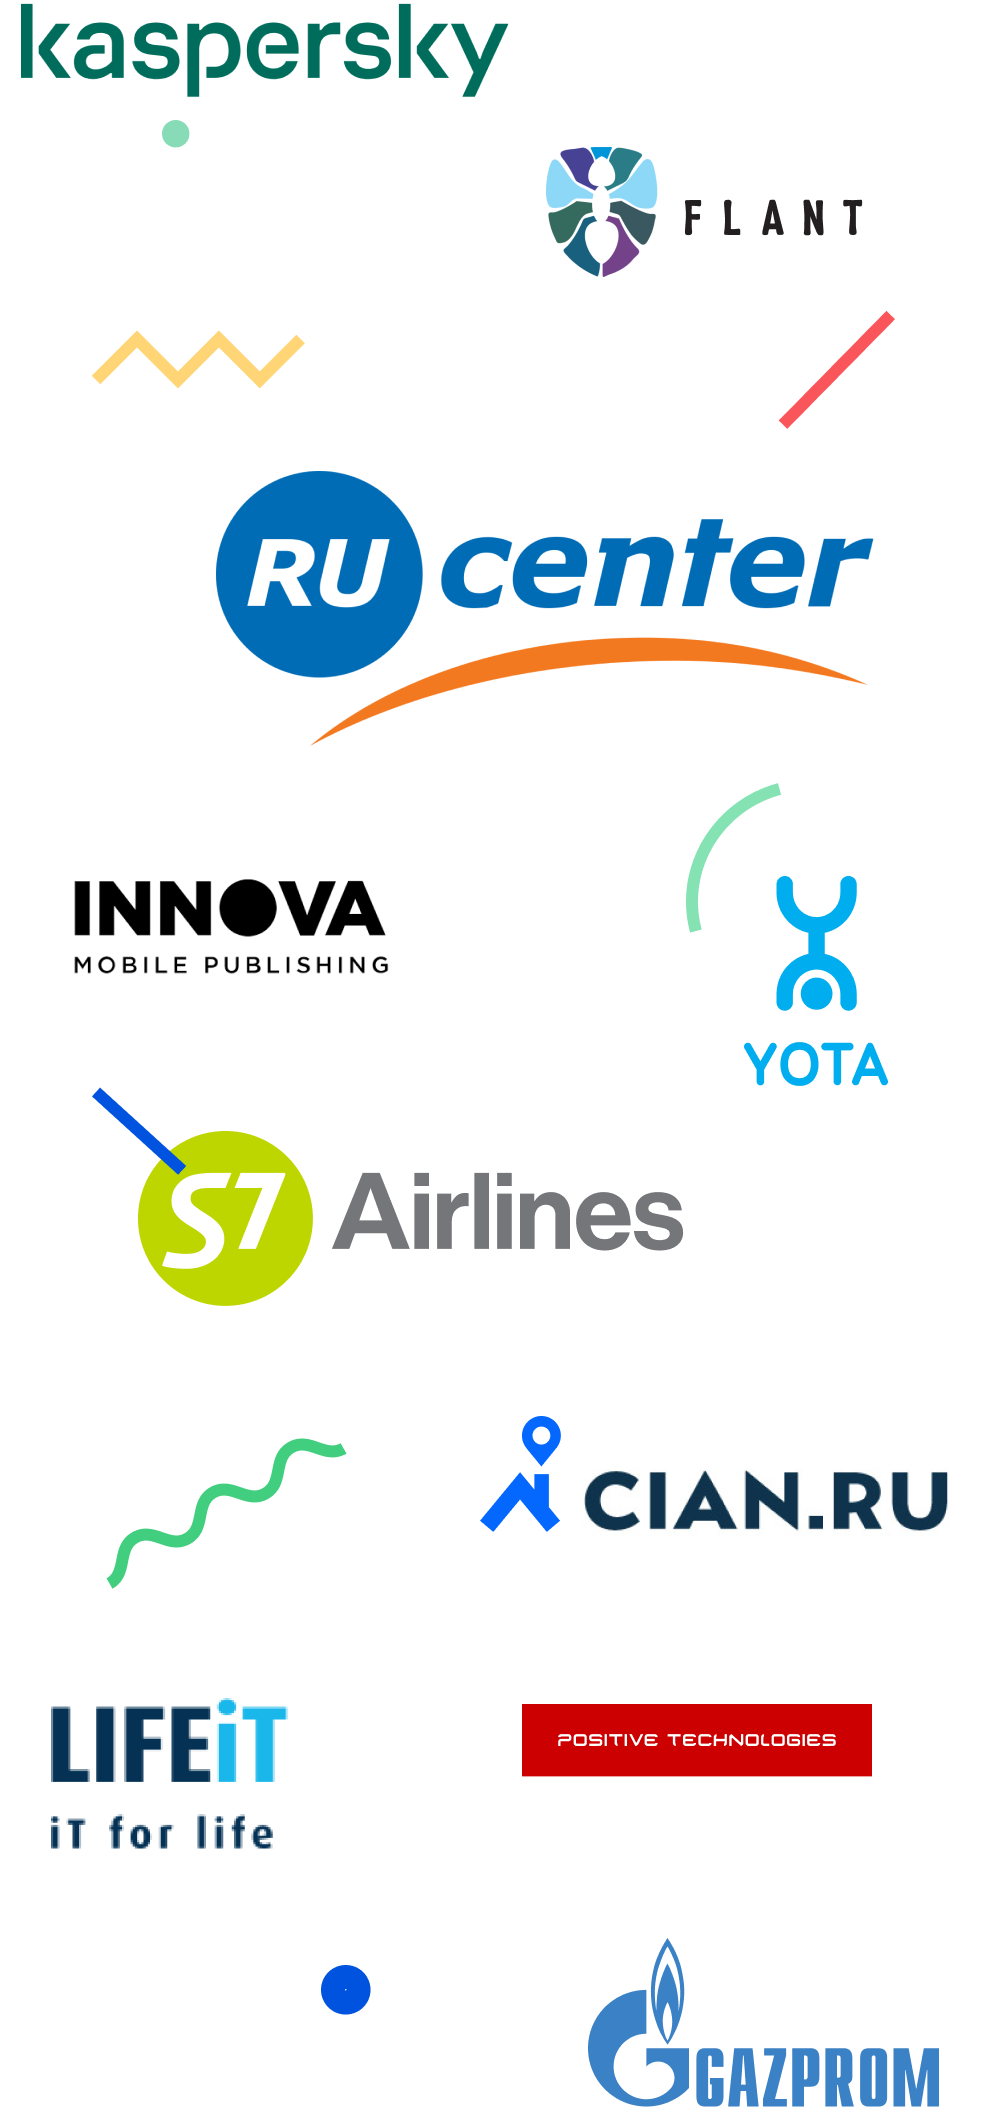 kaspersky
FLANT
RU center
INNOVA
MOBILE PUBLISHING
YOTA
S7 Airlines
CIAN.RU
LIFEiT
iT for life
POSITIVE TECHNOLOGIES
GAZPROM